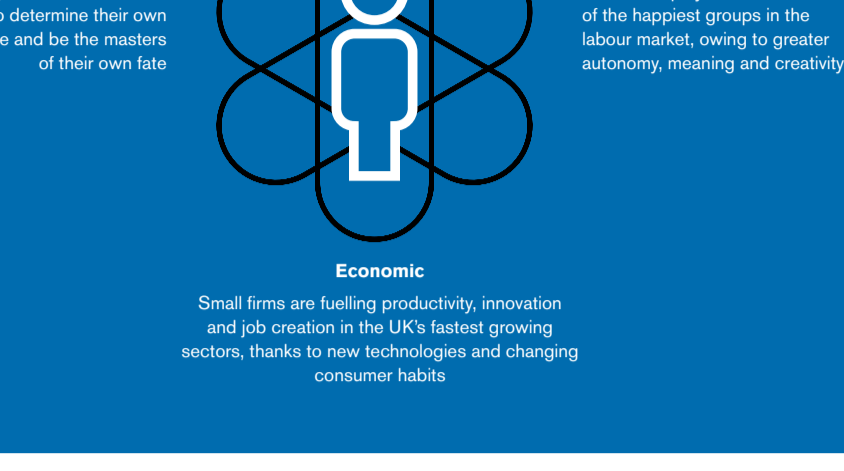 determine their own
and be the masters
of their own fate
of the happiest groups in the
labour market, owing to greater
autonomy, meaning and creativity
Economic
Small firms are fuelling productivity, innovation
and job creation in the UK's fastest growing
sectors, thanks to new technologies and changing
consumer habits